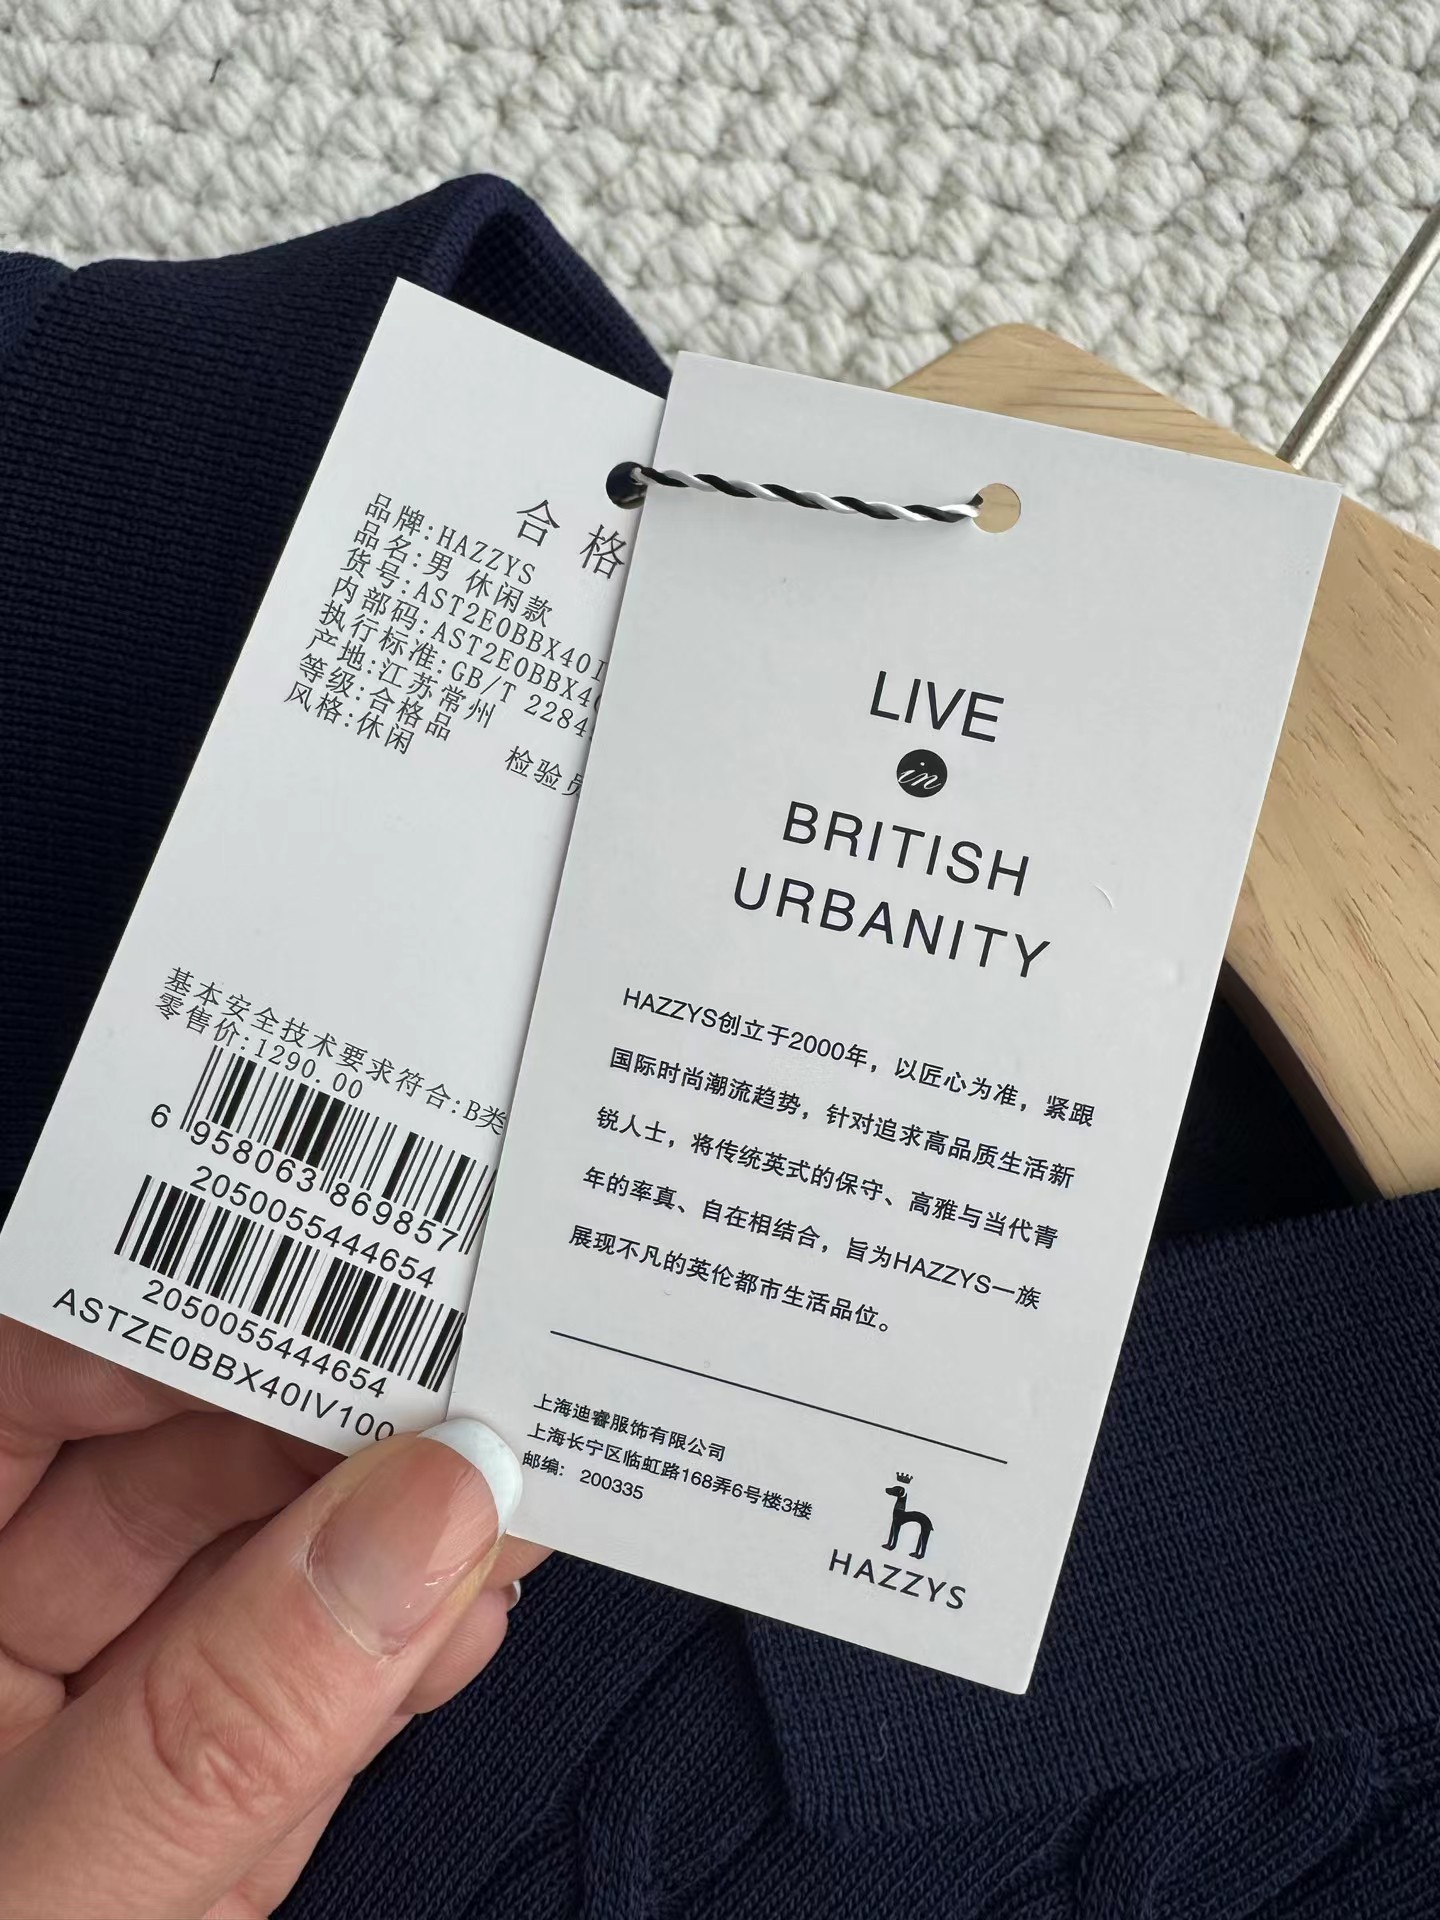 合格
品牌:HAZZYS
品名:男 休闲款
货号:AST2E0BBX40I
内部码:AST2E0BBX4
执行标准:GB/T 2284
产地:江苏常州
等级:合格品
风格:休闲
检验员
基本安全技术要求符合:B类
零售价:1290.00
6 958063 869857
2050055444654
2050055444654
ASTZE0BBX40IV100
LIVE
in
BRITISH
URBANITY
HAZZYS创立于2000年，以匠心为准，紧跟
国际时尚潮流趋势，针对追求高品质生活新
锐人士，将传统英式的保守、高雅与当代青
年的率真、自在相结合，旨为HAZZYS一族
展现不凡的英伦都市生活品位。
上海迪睿服饰有限公司
上海长宁区临虹路168弄6号楼3楼
邮编: 200335
HAZZYS